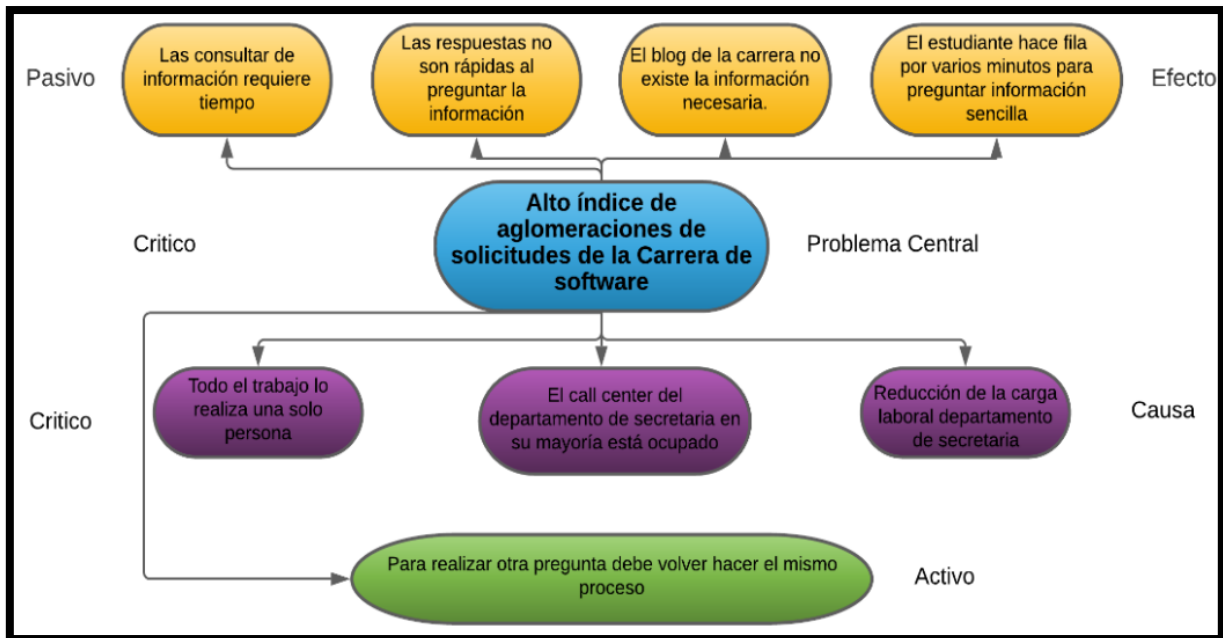 Pasivo
Las consultar de
información requiere
tiempo
Las respuestas no
son rápidas al
preguntar la
información
El blog de la carrera no
existe la información
necesaria.
El estudiante hace fila
por varios minutos para
preguntar información
sencilla
Efecto
Critico
Alto índice de
aglomeraciones de
solicitudes de la Carrera de
software
Problema Central
Critico
Todo el trabajo lo
realiza una solo
persona
El call center del
departamento de secretaria en
su mayoría está ocupado
Reducción de la carga
laboral departamento
de secretaria
Causa
Para realizar otra pregunta debe volver hacer el mismo
proceso
Activo